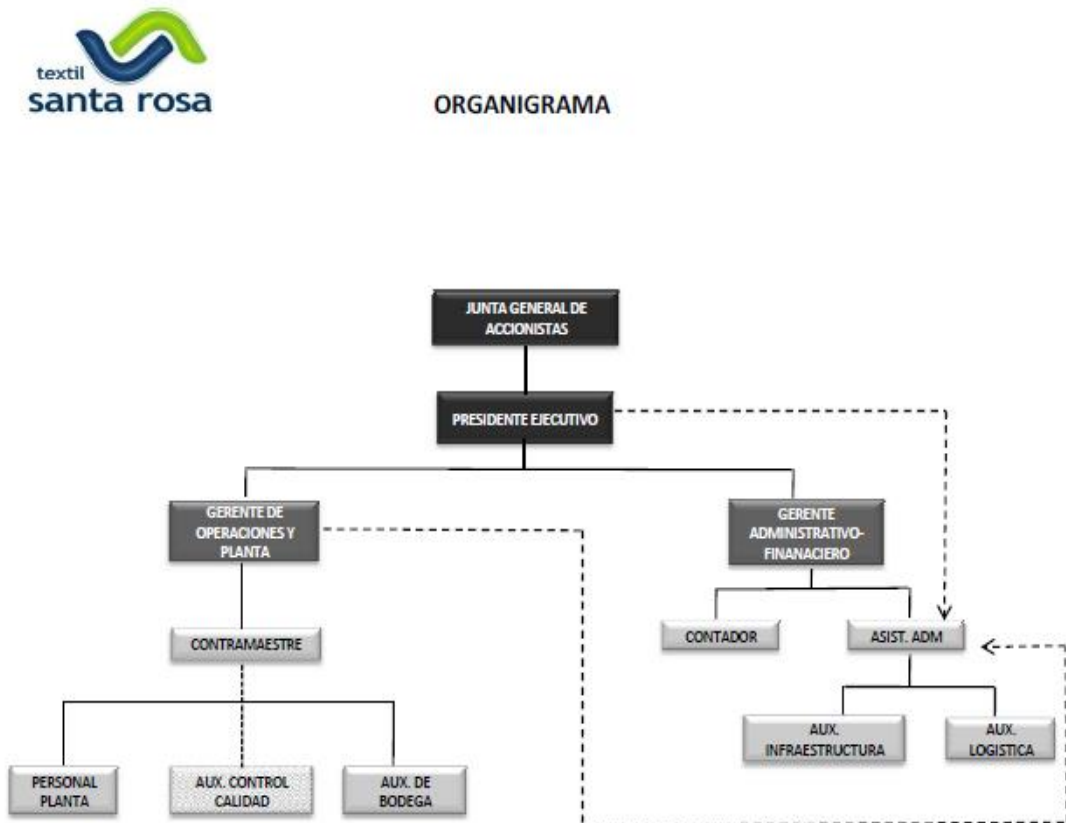 textil
santa rosa
ORGANIGRAMA
JUNTA GENERAL DE
ACCIONISTAS
PRESIDENTE EJECUTIVO
GERENTE DE
OPERACIONES Y
PLANTA
GERENTE
ADMINISTRATIVO-
FINANACIERO
CONTRAMAESTRE
CONTADOR
ASIST. ADM
AUX.
INFRAESTRUCTURA
AUX.
LOGISTICA
PERSONAL
PLANTA
AUX. CONTROL
CALIDAD
AUX. DE
BODEGA